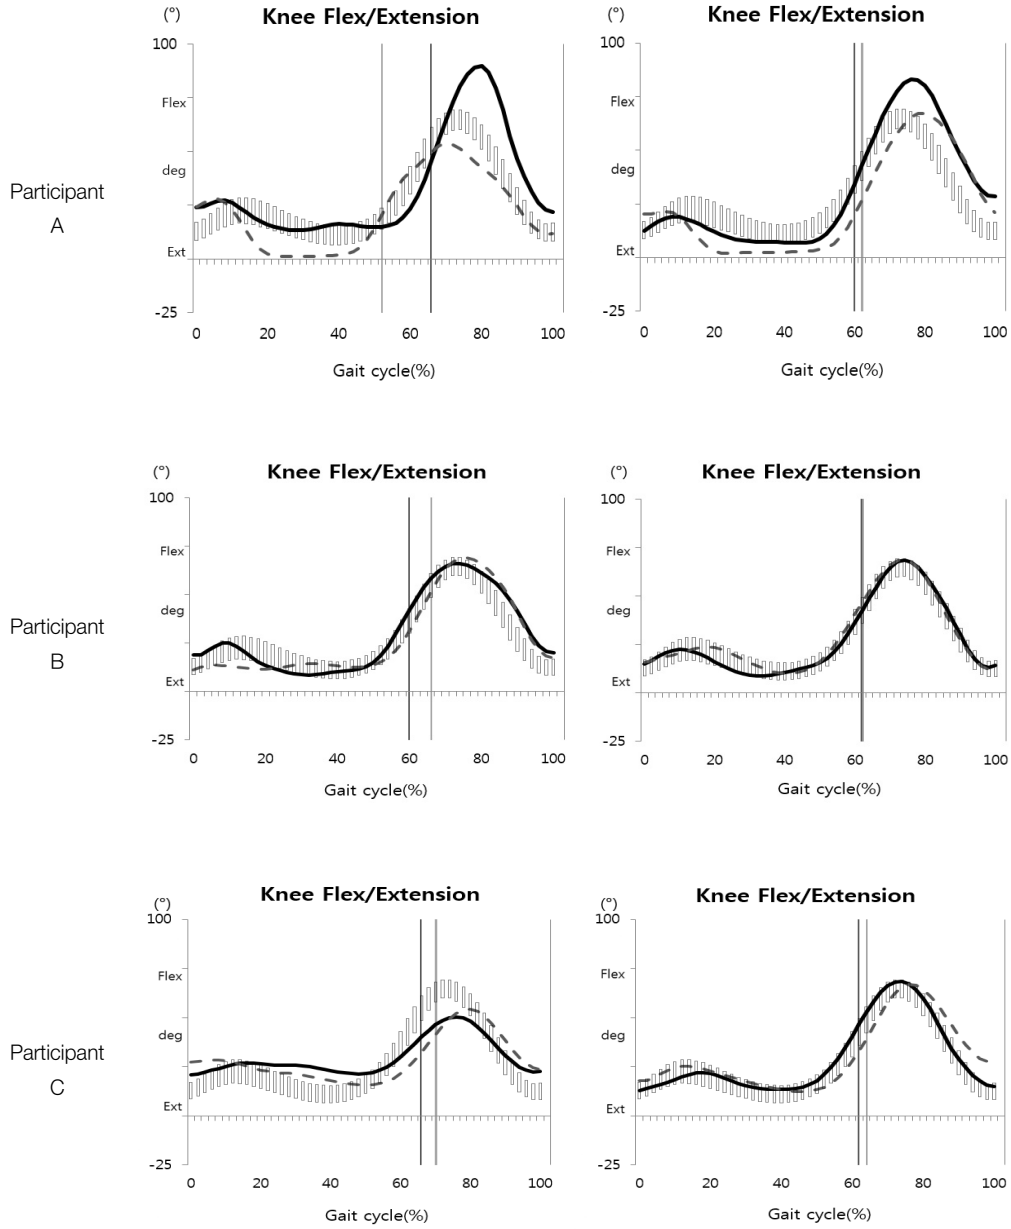 (°)
Knee Flex/Extension
100
Flex
deg
Ext
-25
0 20 40 60 80 100
Gait cycle(%)
(°)
Knee Flex/Extension
100
Flex
deg
Ext
-25
0 20 40 60 80 100
Gait cycle(%)
Participant
A
(°)
Knee Flex/Extension
100
Flex
deg
Ext
-25
0 20 40 60 80 100
Gait cycle(%)
(°)
Knee Flex/Extension
100
Flex
deg
Ext
-25
0 20 40 60 80 100
Gait cycle(%)
Participant
B
(°)
Knee Flex/Extension
100
Flex
deg
Ext
-25
0 20 40 60 80 100
Gait cycle(%)
(°)
Knee Flex/Extension
100
Flex
deg
Ext
-25
0 20 40 60 80 100
Gait cycle(%)
Participant
C